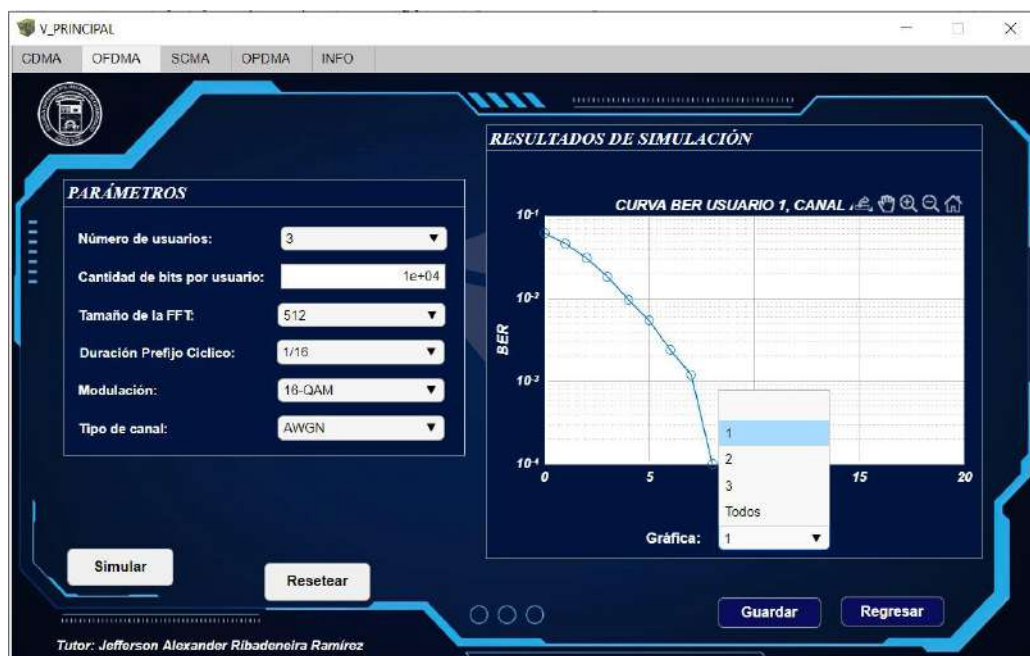 V_PRINCIPAL
CDMA OFDMA SCMA OPDMA INFO
RESULTADOS DE SIMULACIÓN
PARÁMETROS
Número de usuarios: 3
Cantidad de bits por usuario: 1e+04
Tamaño de la FFT: 512
Duración Prefijo Ciclico: 1/16
Modulación: 16-QAM
Tipo de canal: AWGN
CURVA BER USUARIO 1, CANAL
10-1
10-2
10-3
10-4
BER
0 5 15 20
1
2
3
Todos
Gráfica: 1
Simular
Resetear
Guardar
Regresar
Tutor: Jefferson Alexander Ribadeneira Ramírez